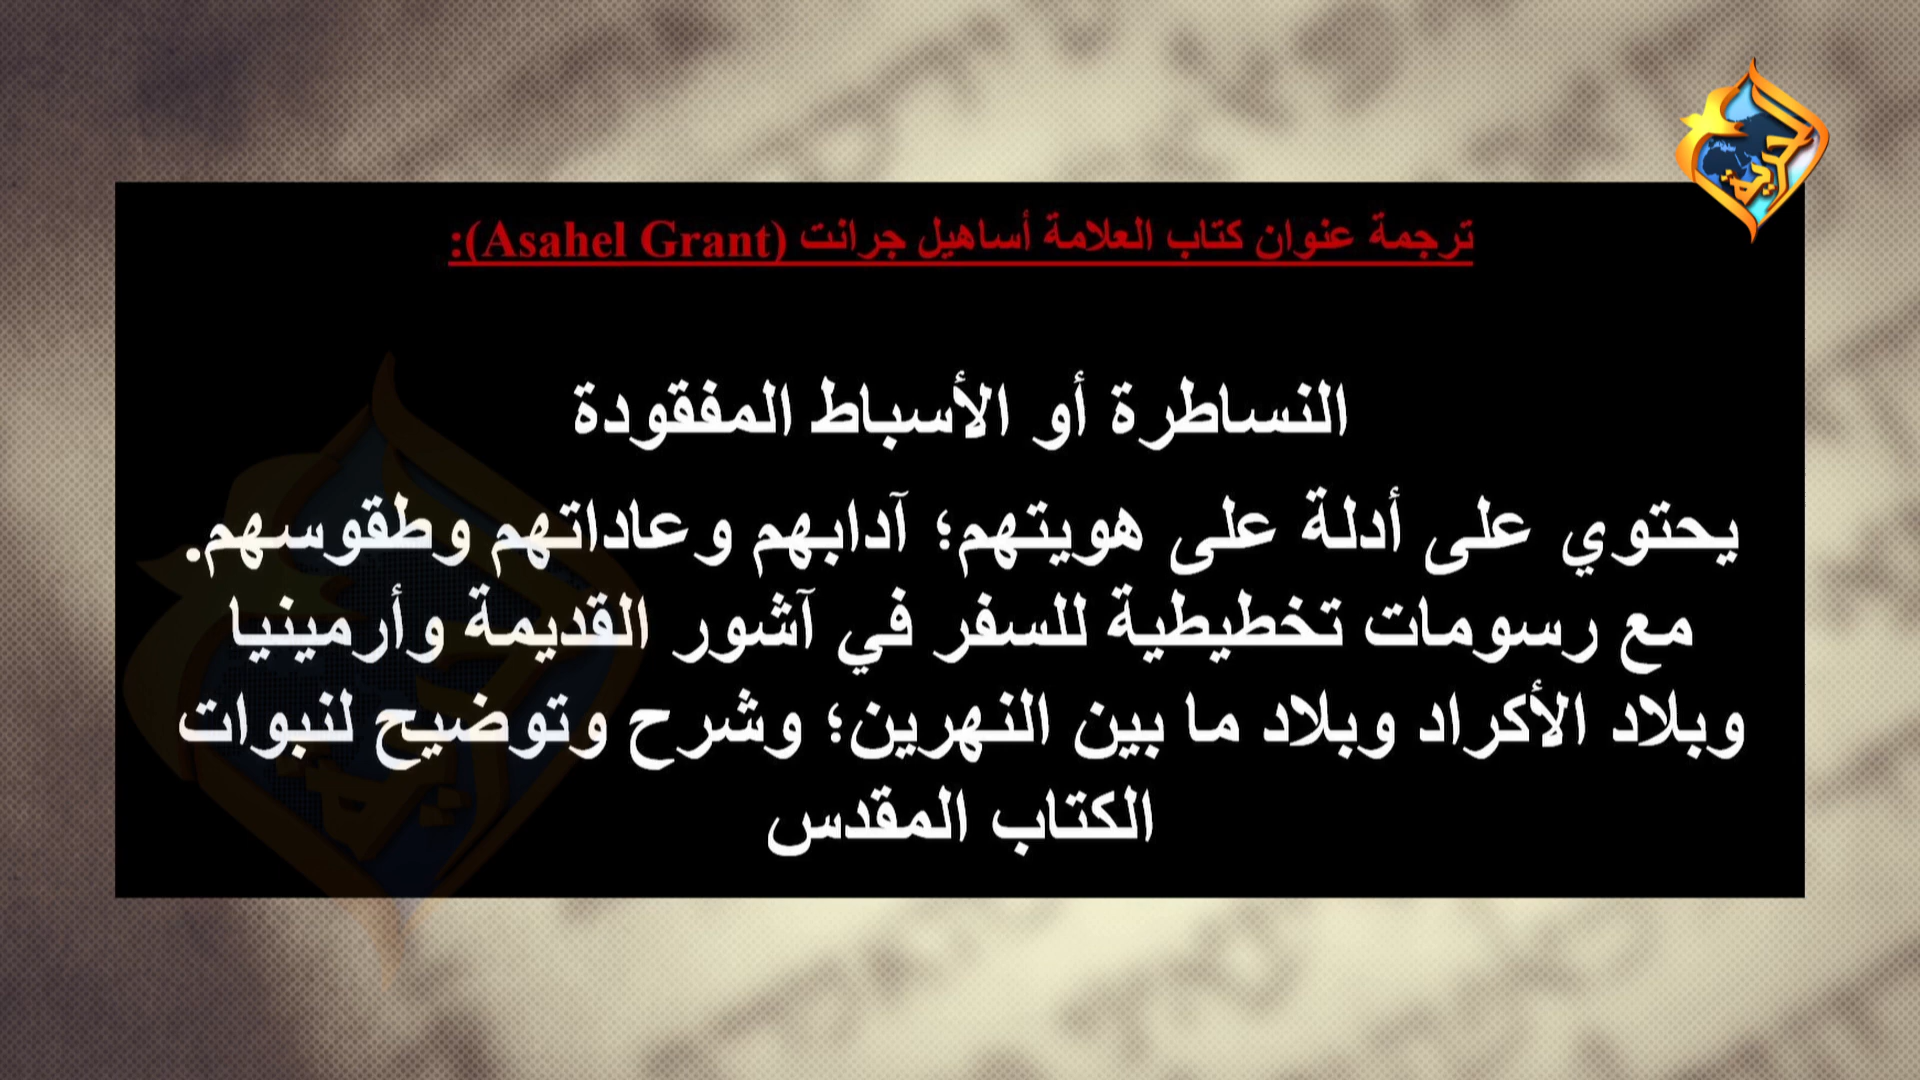 الحرية
ترجمة عنوان كتاب العلامة أساهيل جرانت (Asahel Grant):
النساطرة أو الأسباط المفقودة
يحتوي على أدلة على هويتهم؛ آدابهم وعاداتهم وطقوسهم.
مع رسومات تخطيطية للسفر في آشور القديمة وأرمينيا
وبلاد الأكراد وبلاد ما بين النهرين؛ وشرح وتوضيح لنبوات
الكتاب المقدس